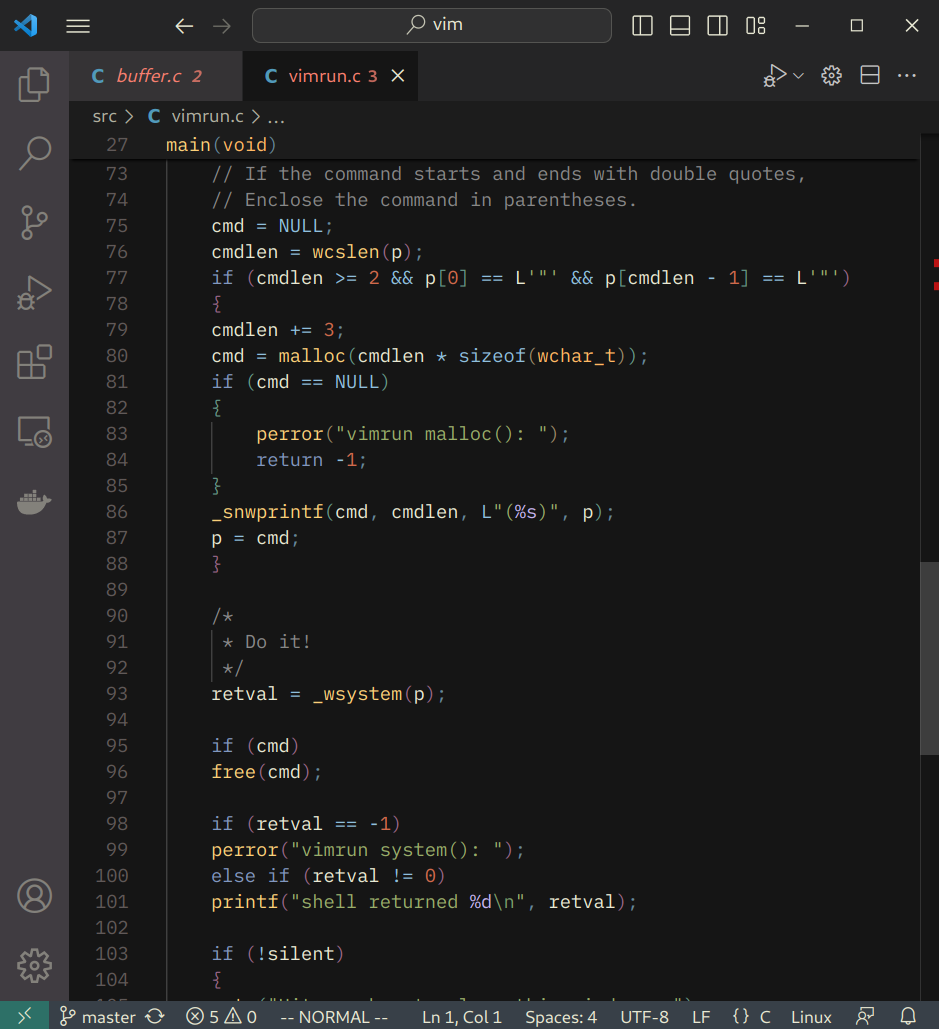 vim
C buffer.c 2
C vimrun.c 3
src > C vimrun.c > ...
27 main(void)
73 // If the command starts and ends with double quotes,
74 // Enclose the command in parentheses.
75 cmd = NULL;
76 cmdlen = wcslen(p);
77 if (cmdlen >= 2 && p[0] == L'"' && p[cmdlen - 1] == L'"')
78 {
79 cmdlen += 3;
80 cmd = malloc(cmdlen * sizeof(wchar_t));
81 if (cmd == NULL)
82 {
83 perror("vimrun malloc(): ");
84 return -1;
85 }
86 _snwprintf(cmd, cmdlen, L"(%s)", p);
87 p = cmd;
88 }
89
90 /*
91 * Do it!
92 */
93 retval = _wsystem(p);
94
95 if (cmd)
96 free(cmd);
97
98 if (retval == -1)
99 perror("vimrun system(): ");
100 else if (retval != 0)
101 printf("shell returned %d\n", retval);
102
103 if (!silent)
104 {
master 5 0 -- NORMAL -- Ln 1, Col 1 Spaces: 4 UTF-8 LF {} C Linux